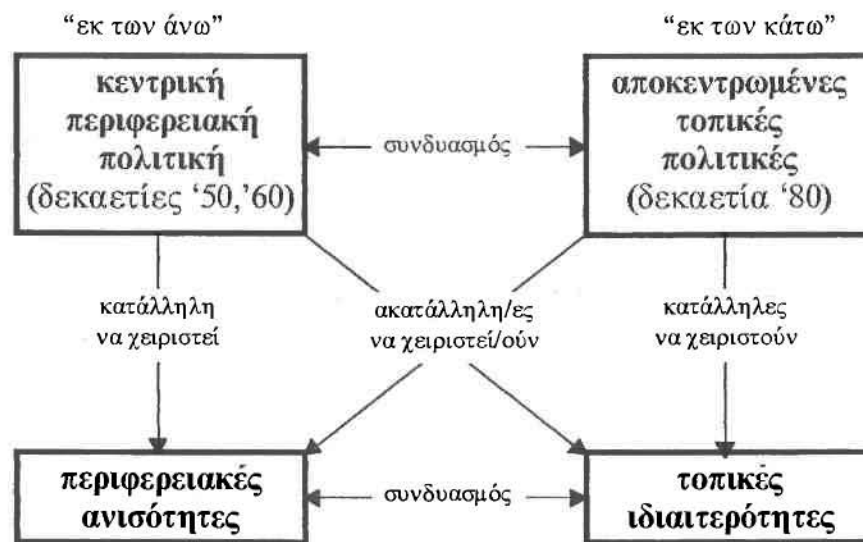 “εκ των άνω”
“εκ των κάτω”
κεντρική
περιφερειακή
πολιτική
(δεκαετίες ‘50,’60)
συνδυασμός
αποκεντρωμένες
τοπικές
πολιτικές
(δεκαετία ‘80)
κατάλληλη
να χειριστεί
ακατάλληλη/ες
να χειριστεί/ούν
κατάλληλες
να χειριστούν
περιφερειακές
ανισότητες
συνδυασμός
τοπικές
ιδιαιτερότητες